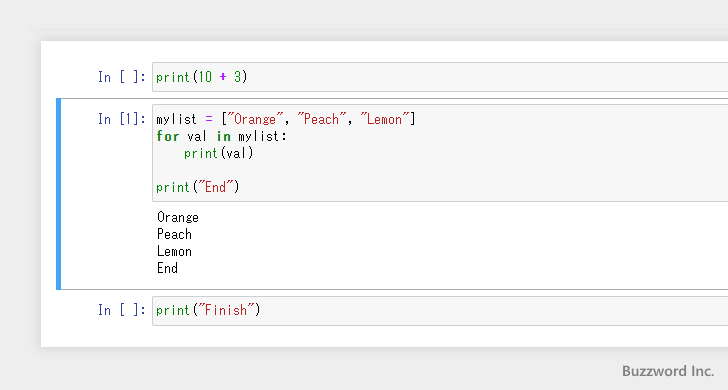 In [ ]: print(10 + 3)
In [1]: mylist = ["Orange", "Peach", "Lemon"]
for val in mylist:
    print(val)

print("End")
Orange
Peach
Lemon
End
In [ ]: print("Finish")
Buzzword Inc.